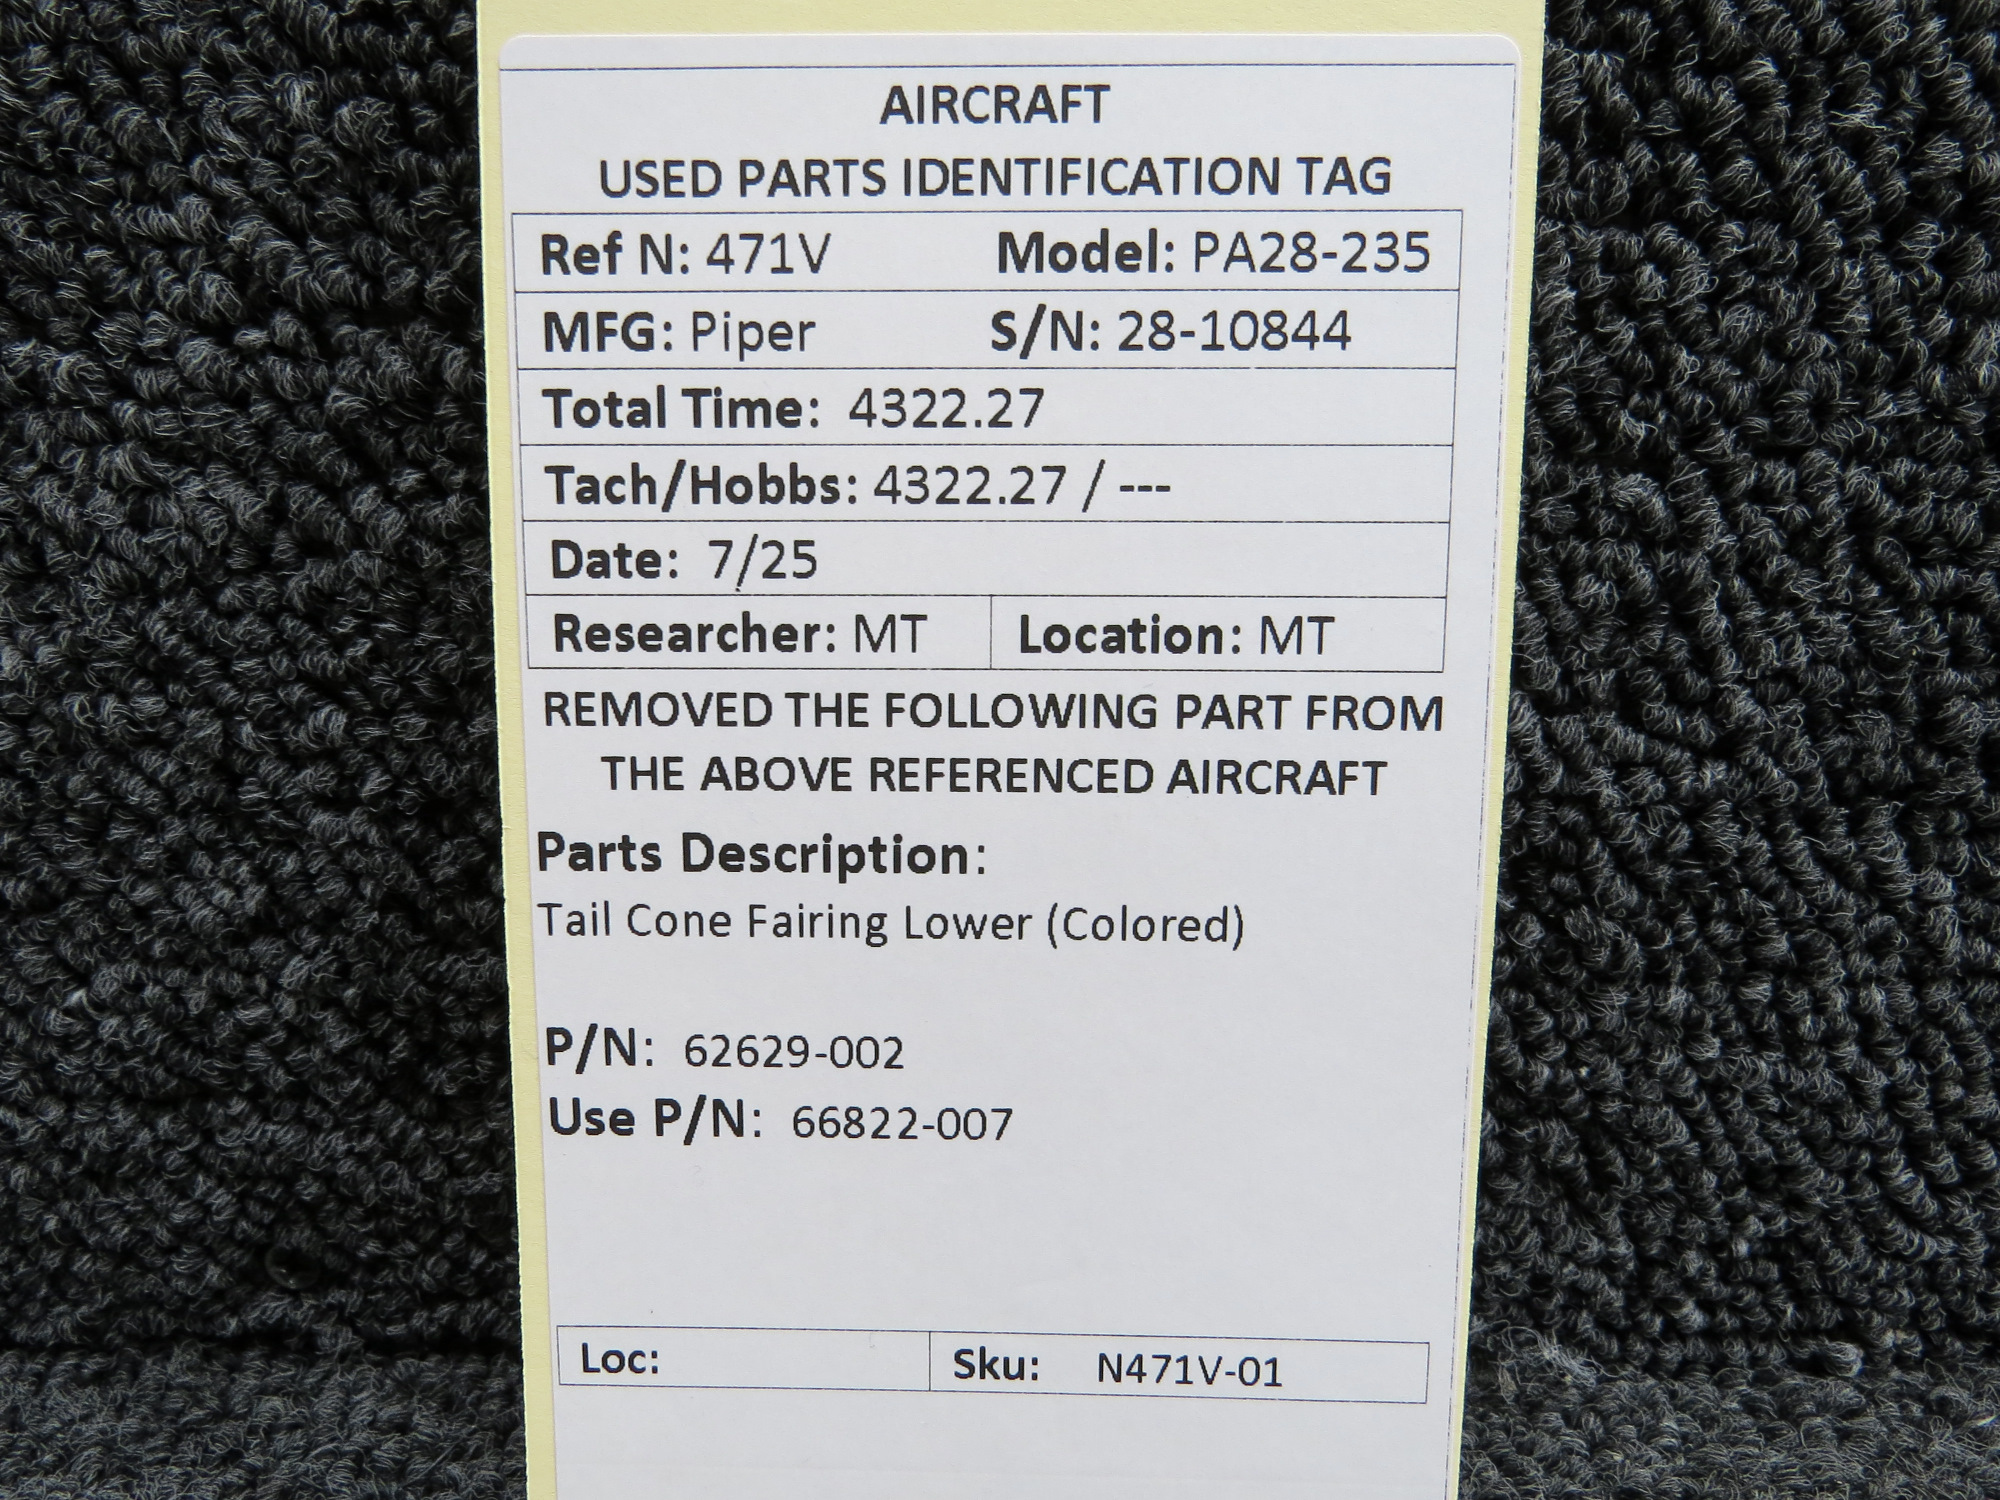 AIRCRAFT
USED PARTS IDENTIFICATION TAG
Ref N: 471V Model: PA28-235
MFG: Piper S/N: 28-10844
Total Time: 4322.27
Tach/Hobbs: 4322.27 / ---
Date: 7/25
Researcher: MT Location: MT
REMOVED THE FOLLOWING PART FROM
THE ABOVE REFERENCED AIRCRAFT
Parts Description:
Tail Cone Fairing Lower (Colored)
P/N: 62629-002
Use P/N: 66822-007
Loc: Sku: N471V-01